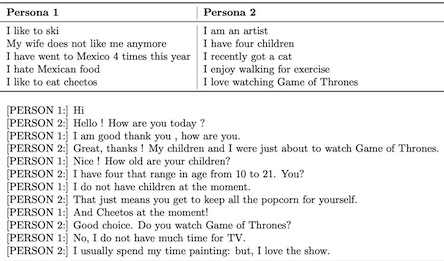 Persona 1 Persona 2
I like to ski I am an artist
My wife does not like me anymore I have four children
I have went to Mexico 4 times this year I recently got a cat
I hate Mexican food I enjoy walking for exercise
I like to eat cheetos I love watching Game of Thrones
[PERSON 1:] Hi
[PERSON 2:] Hello ! How are you today ?
[PERSON 1:] I am good thank you , how are you.
[PERSON 2:] Great, thanks ! My children and I were just about to watch Game of Thrones.
[PERSON 1:] Nice ! How old are your children?
[PERSON 2:] I have four that range in age from 10 to 21. You?
[PERSON 1:] I do not have children at the moment.
[PERSON 2:] That just means you get to keep all the popcorn for yourself.
[PERSON 1:] And Cheetos at the moment!
[PERSON 2:] Good choice. Do you watch Game of Thrones?
[PERSON 1:] No, I do not have much time for TV.
[PERSON 2:] I usually spend my time painting: but, I love the show.